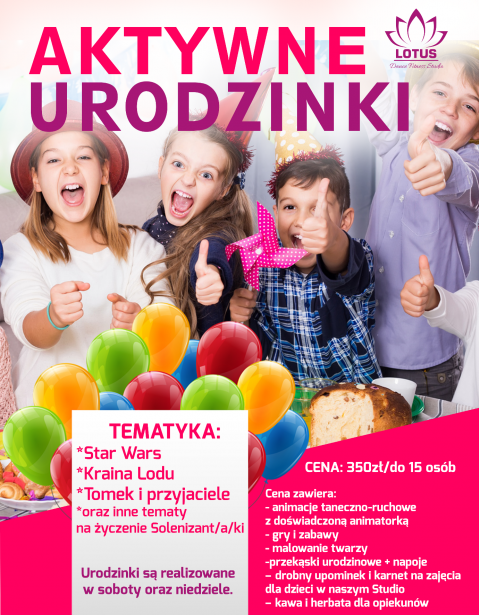 AKTYWNE
URODZINKI
LOTUS
Dance Fitness Studio
TEMATYKA:
*Star Wars
*Kraina Lodu
*Tomek i przyjaciele
*oraz inne tematy
na życzenie Solenizant/a/ki
Urodzinki są realizowane
w soboty oraz niedziele.
CENA: 350zł/do 15 osób
Cena zawiera:
- animacje taneczno-ruchowe
z doświadczoną animatorką
- gry i zabawy
- malowanie twarzy
-przekąski urodzinowe + napoje
– drobny upominek i karnet na zajęcia
dla dzieci w naszym Studio
– kawa i herbata dla opiekunów